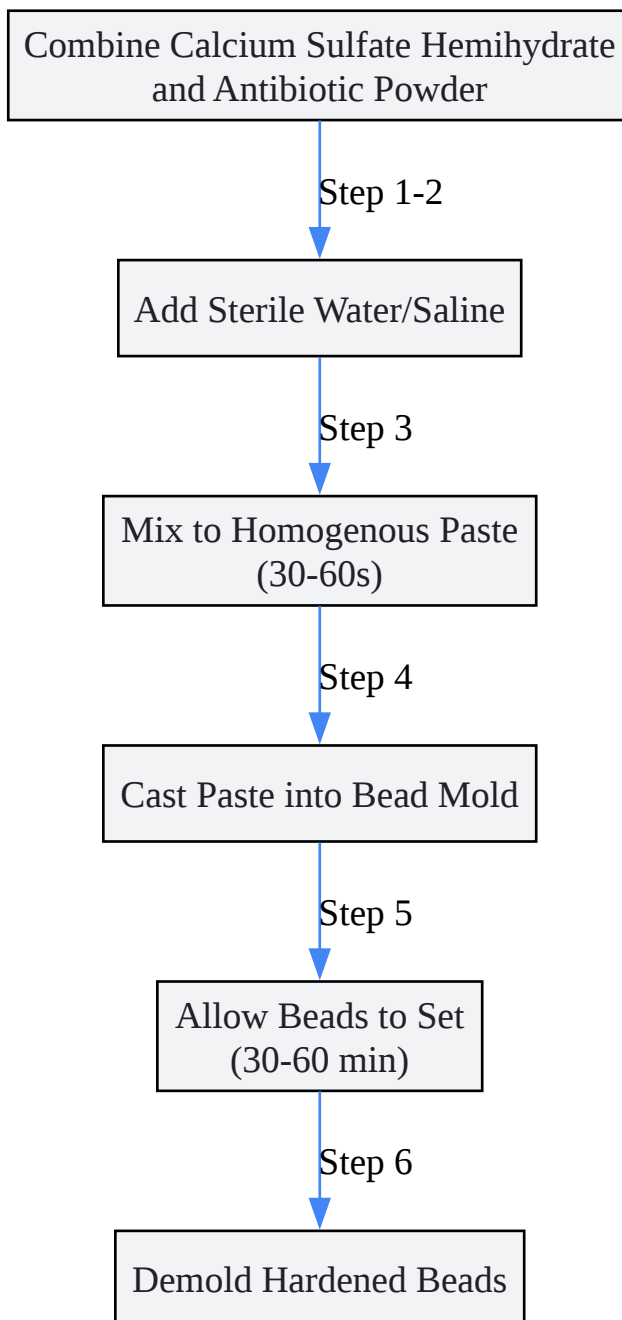 Combine Calcium Sulfate Hemihydrate
and Antibiotic Powder
Step 1-2
Add Sterile Water/Saline
Step 3
Mix to Homogenous Paste
(30-60s)
Step 4
Cast Paste into Bead Mold
Step 5
Allow Beads to Set
(30-60 min)
Step 6
Demold Hardened Beads